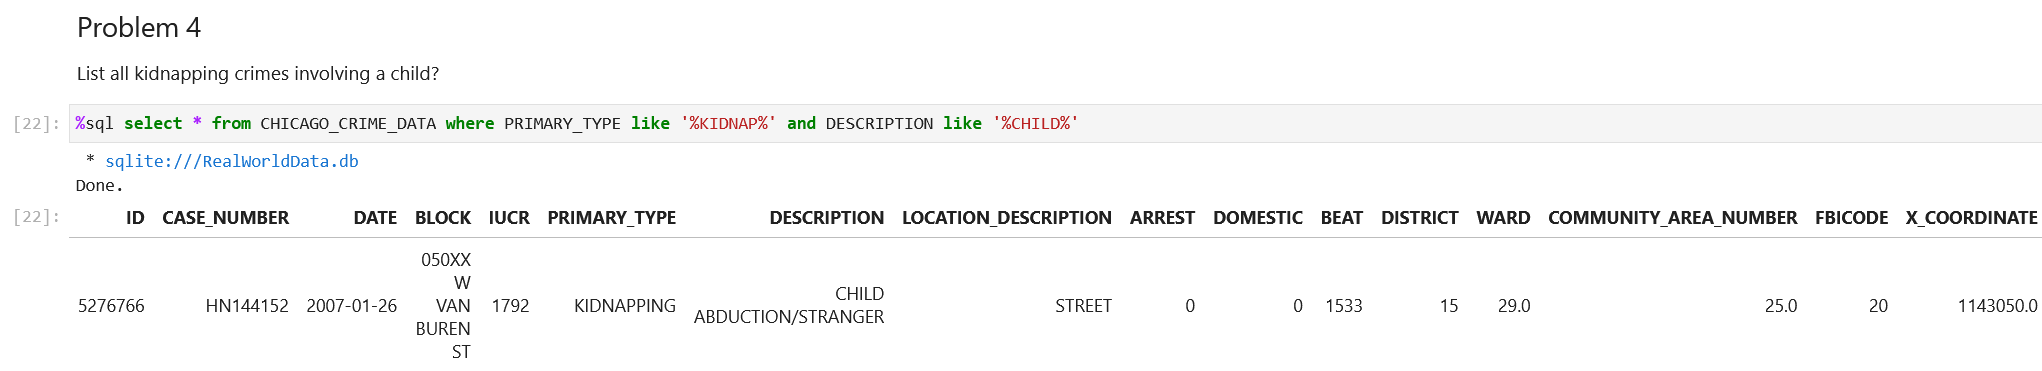 Problem 4
List all kidnapping crimes involving a child?
[22]: %sql select * from CHICAGO_CRIME_DATA where PRIMARY_TYPE like '%KIDNAP%' and DESCRIPTION like '%CHILD%'
* sqlite:///RealWorldData.db
Done.
[22]: ID CASE_NUMBER DATE BLOCK IUCR PRIMARY_TYPE DESCRIPTION LOCATION_DESCRIPTION ARREST DOMESTIC BEAT DISTRICT WARD COMMUNITY_AREA_NUMBER FBICODE X_COORDINATE
5276766 HN144152 2007-01-26 050XX
W
VAN
BUREN
ST 1792 KIDNAPPING CHILD
ABDUCTION/STRANGER STREET 0 0 1533 15 29.0 25.0 20 1143050.0